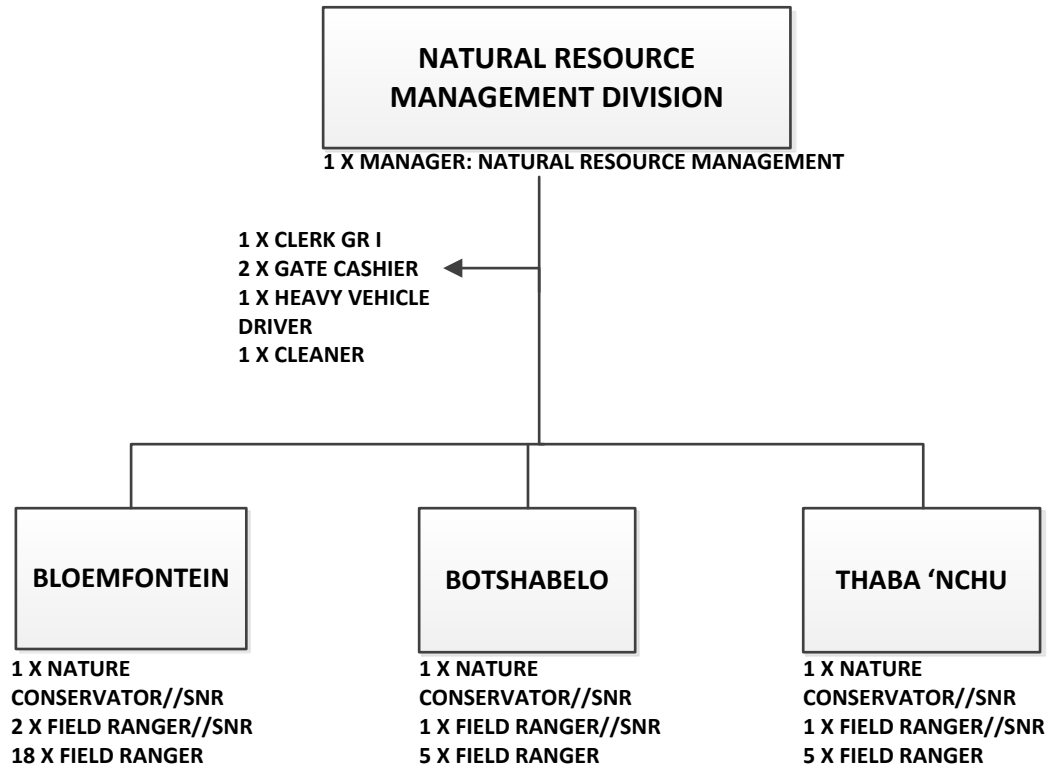 NATURAL RESOURCE
MANAGEMENT DIVISION
1 X MANAGER: NATURAL RESOURCE MANAGEMENT
1 X CLERK GR I
2 X GATE CASHIER
1 X HEAVY VEHICLE
DRIVER
1 X CLEANER
BLOEMFONTEIN
1 X NATURE
CONSERVATOR//SNR
2 X FIELD RANGER//SNR
18 X FIELD RANGER
BOTSHABELO
1 X NATURE
CONSERVATOR//SNR
1 X FIELD RANGER//SNR
5 X FIELD RANGER
THABA ‘NCHU
1 X NATURE
CONSERVATOR//SNR
1 X FIELD RANGER//SNR
5 X FIELD RANGER